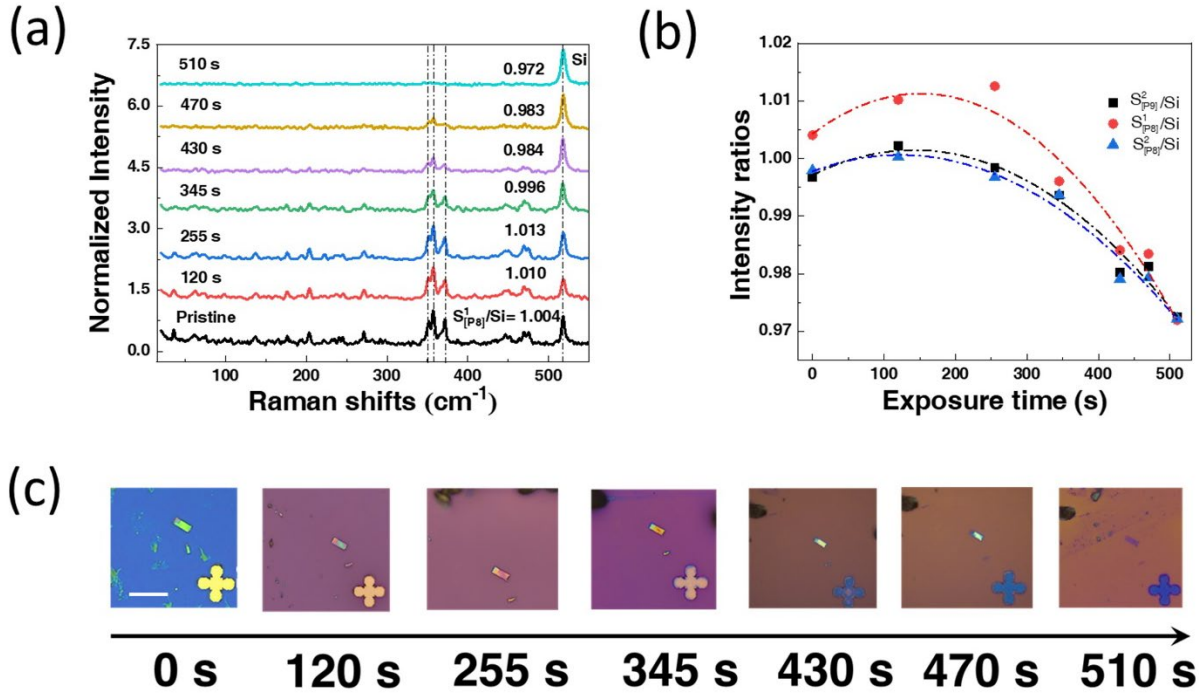 (a)
Normalized Intensity
7.5
6.0
4.5
3.0
1.5
0.0
510 s
0.972
Si
470 s
0.983
430 s
0.984
345 s
0.996
255 s
1.013
120 s
1.010
Pristine
S¹[P8]/Si= 1.004
100 200 300 400 500
Raman shifts (cm⁻¹)
(b)
Intensity ratios
1.02
1.01
1.00
0.99
0.98
0.97
S²[P9]/Si
S¹[P8]/Si
S²[P8]/Si
0 100 200 300 400 500
Exposure time (s)
(c)
0 s 120 s 255 s 345 s 430 s 470 s 510 s